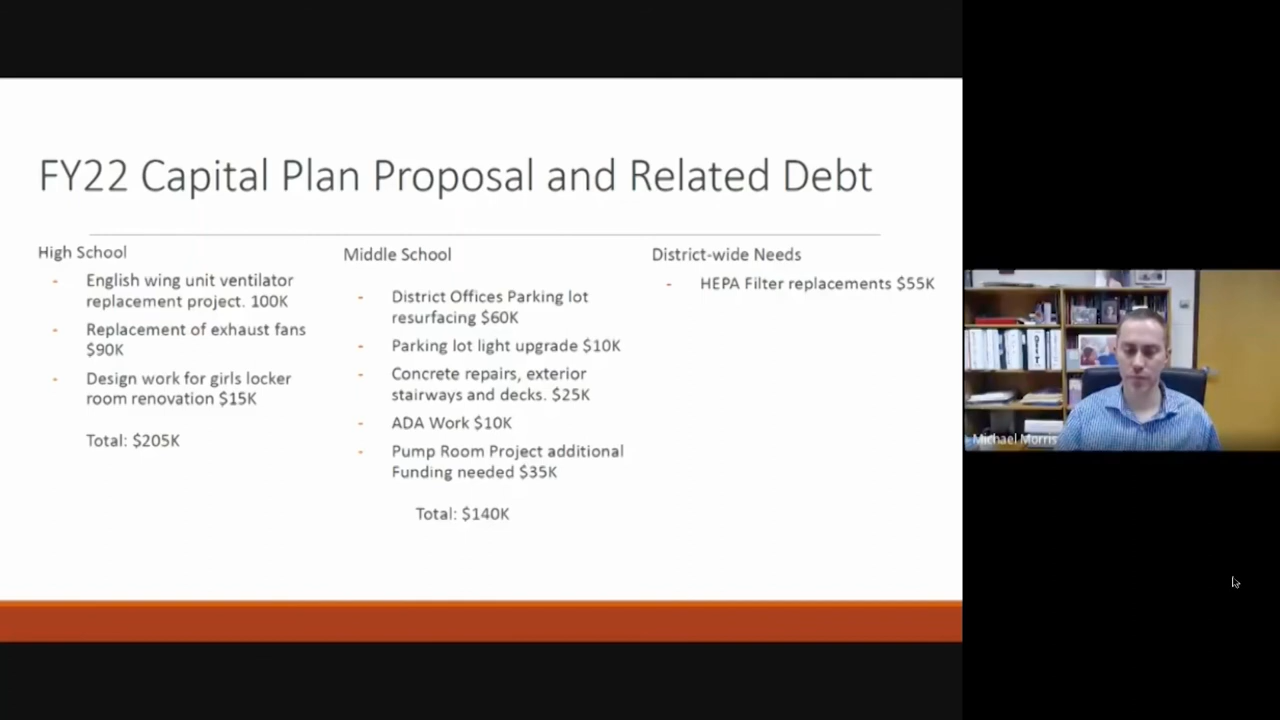 FY22 Capital Plan Proposal and Related Debt
High School
- English wing unit ventilator
replacement project. 100K
- Replacement of exhaust fans
$90K
- Design work for girls locker
room renovation $15K
Total: $205K
Middle School
- District Offices Parking lot
resurfacing $60K
- Parking lot light upgrade $10K
- Concrete repairs, exterior
stairways and decks. $25K
- ADA Work $10K
- Pump Room Project additional
Funding needed $35K
Total: $140K
District-wide Needs
- HEPA Filter replacements $55K
Michael Morris